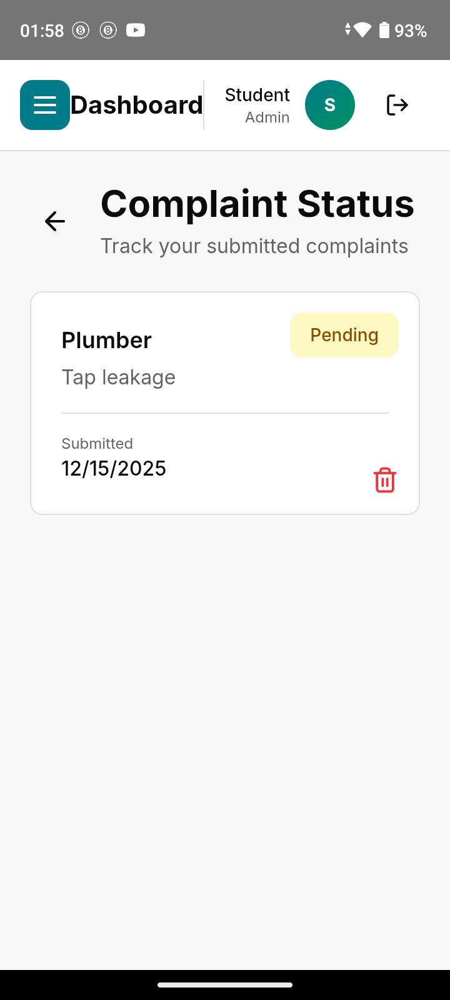 01:58 93%
Dashboard
Student
Admin
S
Complaint Status
Track your submitted complaints
Plumber
Pending
Tap leakage
Submitted
12/15/2025